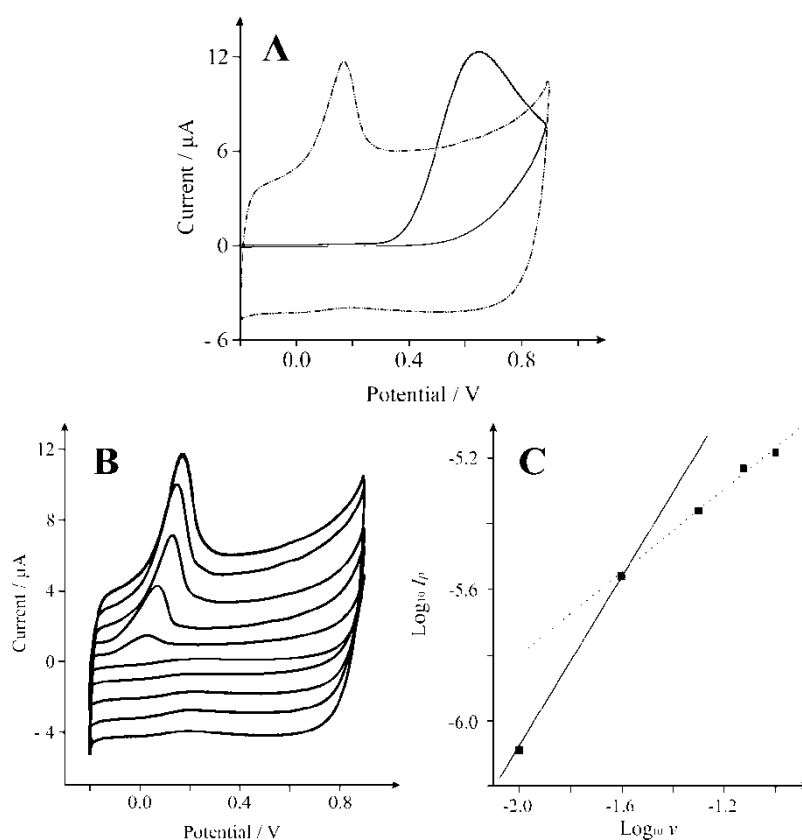 A
12
6
0
- 6
Current / µA
0.0 0.4 0.8
Potential / V
B
12
8
4
0
- 4
Current / µA
0.0 0.4 0.8
Potential / V
C
-5.2
-5.6
-6.0
Log₁₀ Iₚ
-2.0 -1.6 -1.2
Log₁₀ ν